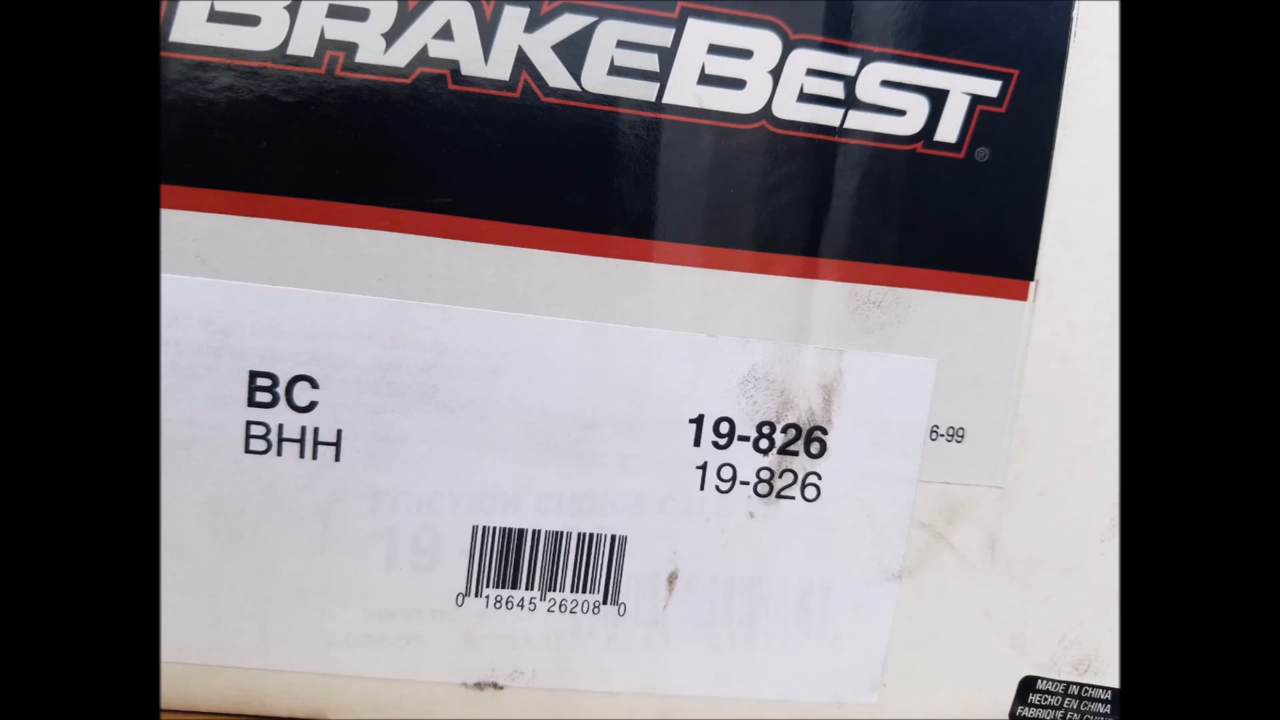 BRAKEBEST
®
BC
BHH
19-826
19-826
6-99
0 18645 26208 0
MADE IN CHINA
HECHO EN CHINA
FABRIQUÉ EN CHINE